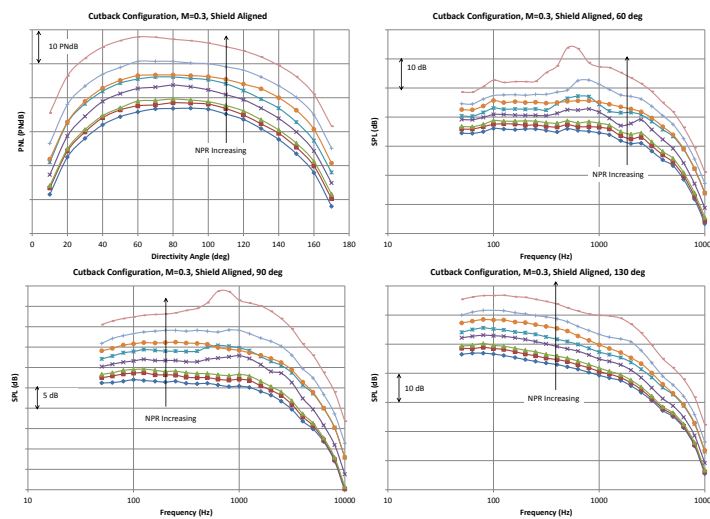 Cutback Configuration, M=0.3, Shield Aligned
10 PNdB
PNL (PNdB)
NPR Increasing
0 20 40 60 80 100 120 140 160 180
Directivity Angle (deg)
Cutback Configuration, M=0.3, Shield Aligned, 60 deg
10 dB
SPL (dB)
NPR Increasing
10 100 1000 10000
Frequency (Hz)
Cutback Configuration, M=0.3, Shield Aligned, 90 deg
SPL (dB)
5 dB
NPR Increasing
10 100 1000 10000
Frequency (Hz)
Cutback Configuration, M=0.3, Shield Aligned, 130 deg
SPL (dB)
10 dB
NPR Increasing
10 100 1000 10000
Frequency (Hz)